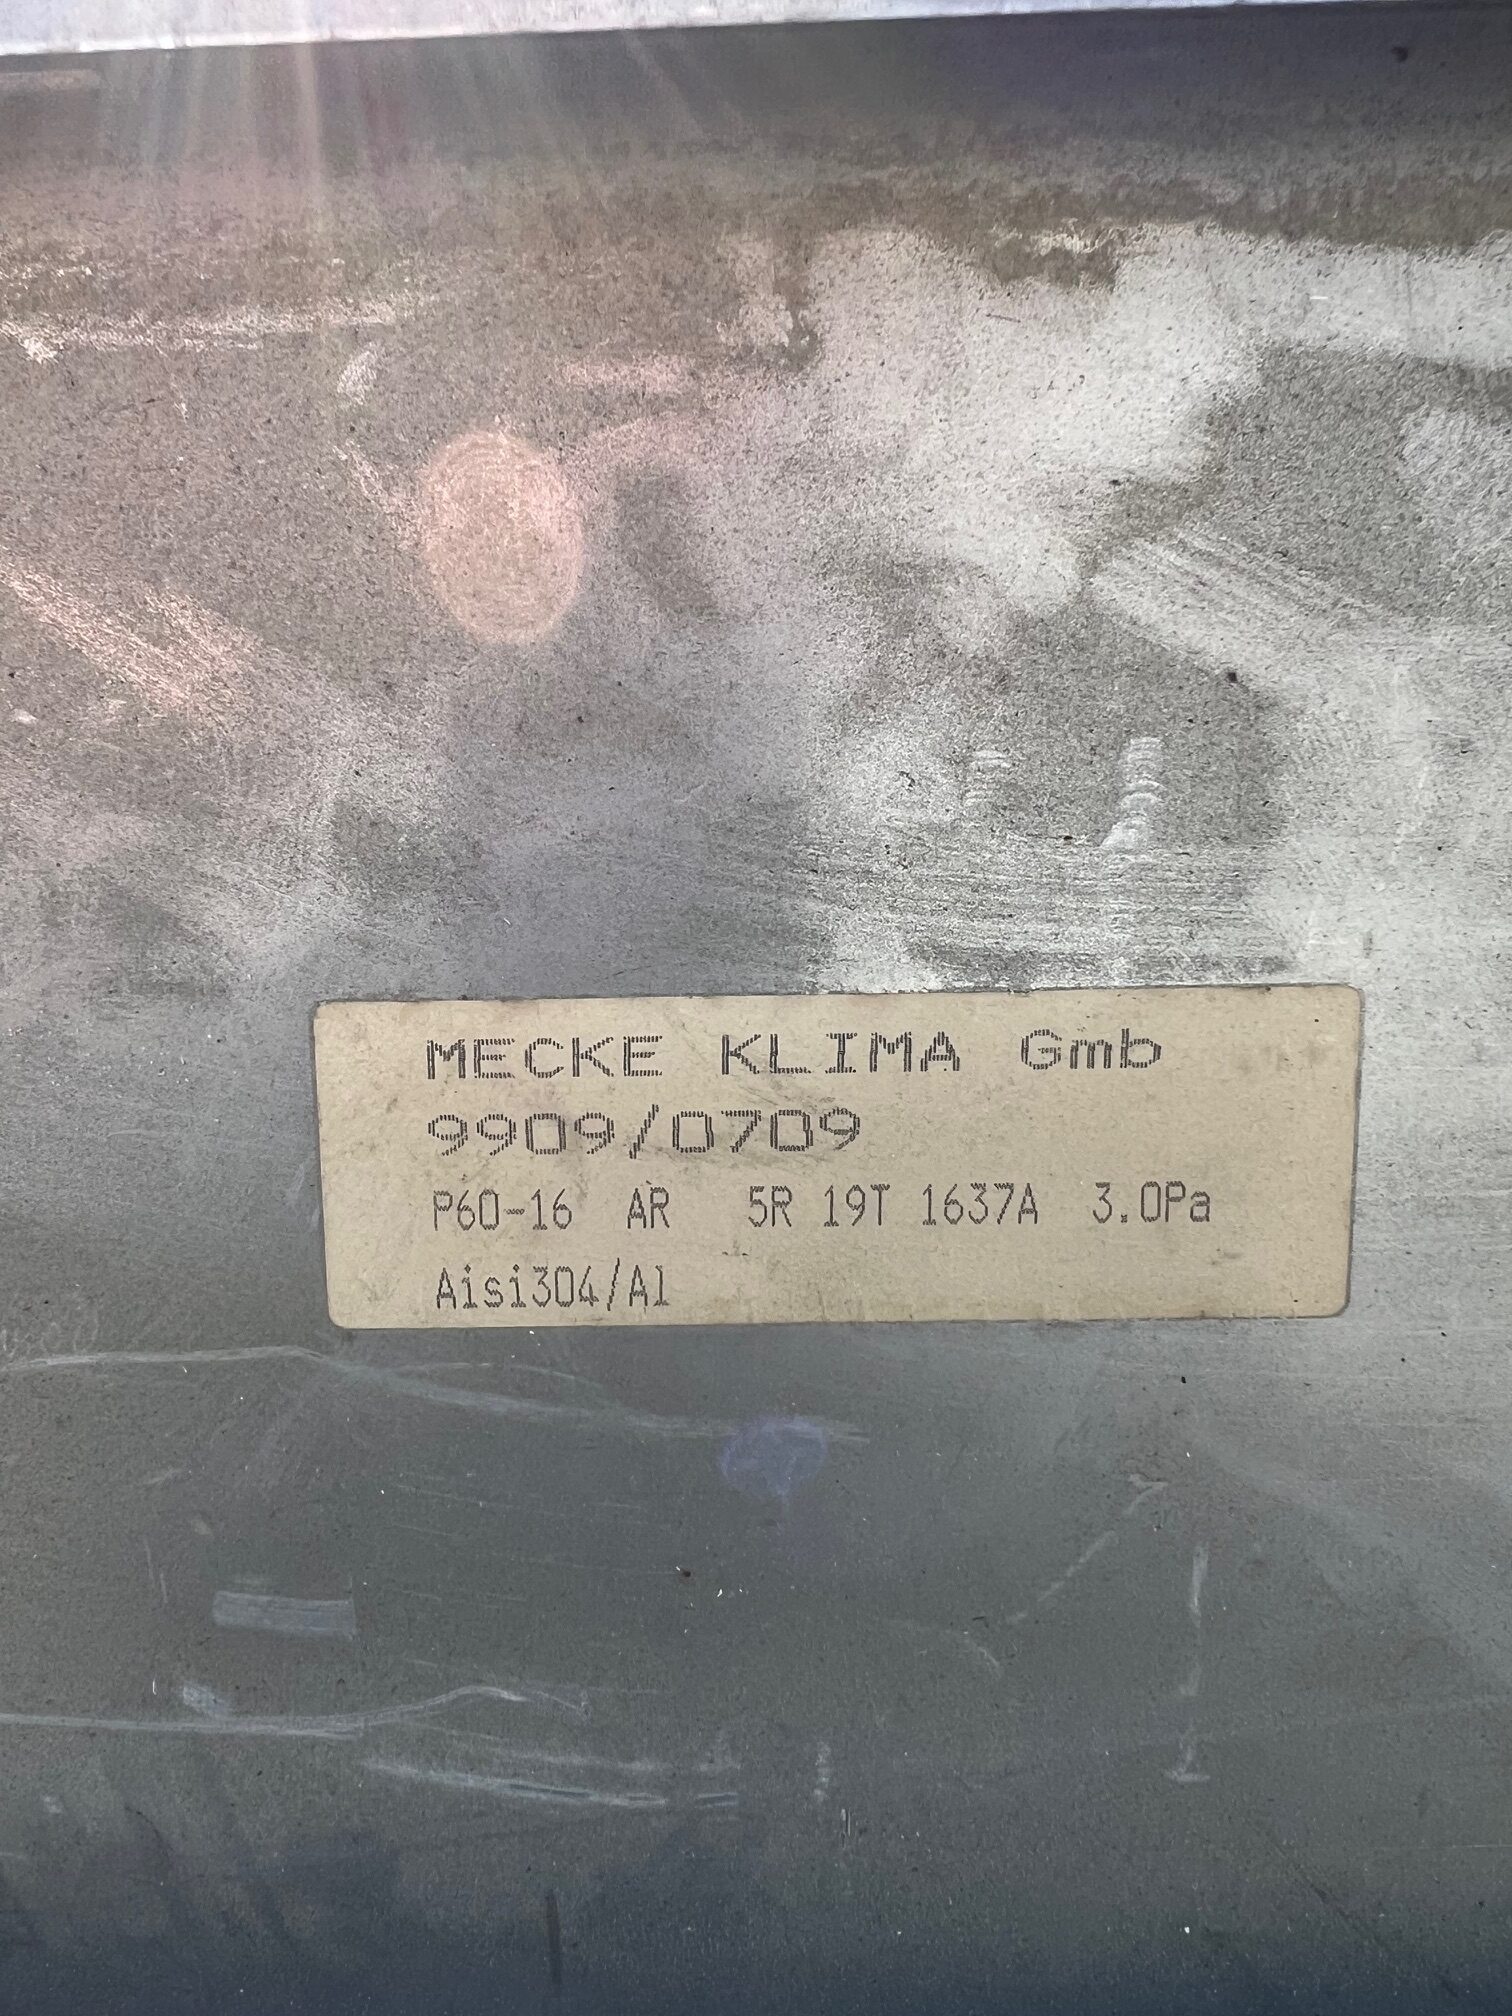 MECKE KLIMA Gmb
9909/0709
P60-16 AR 5R 19T 1637A 3.0Pa
Aisi304/Al